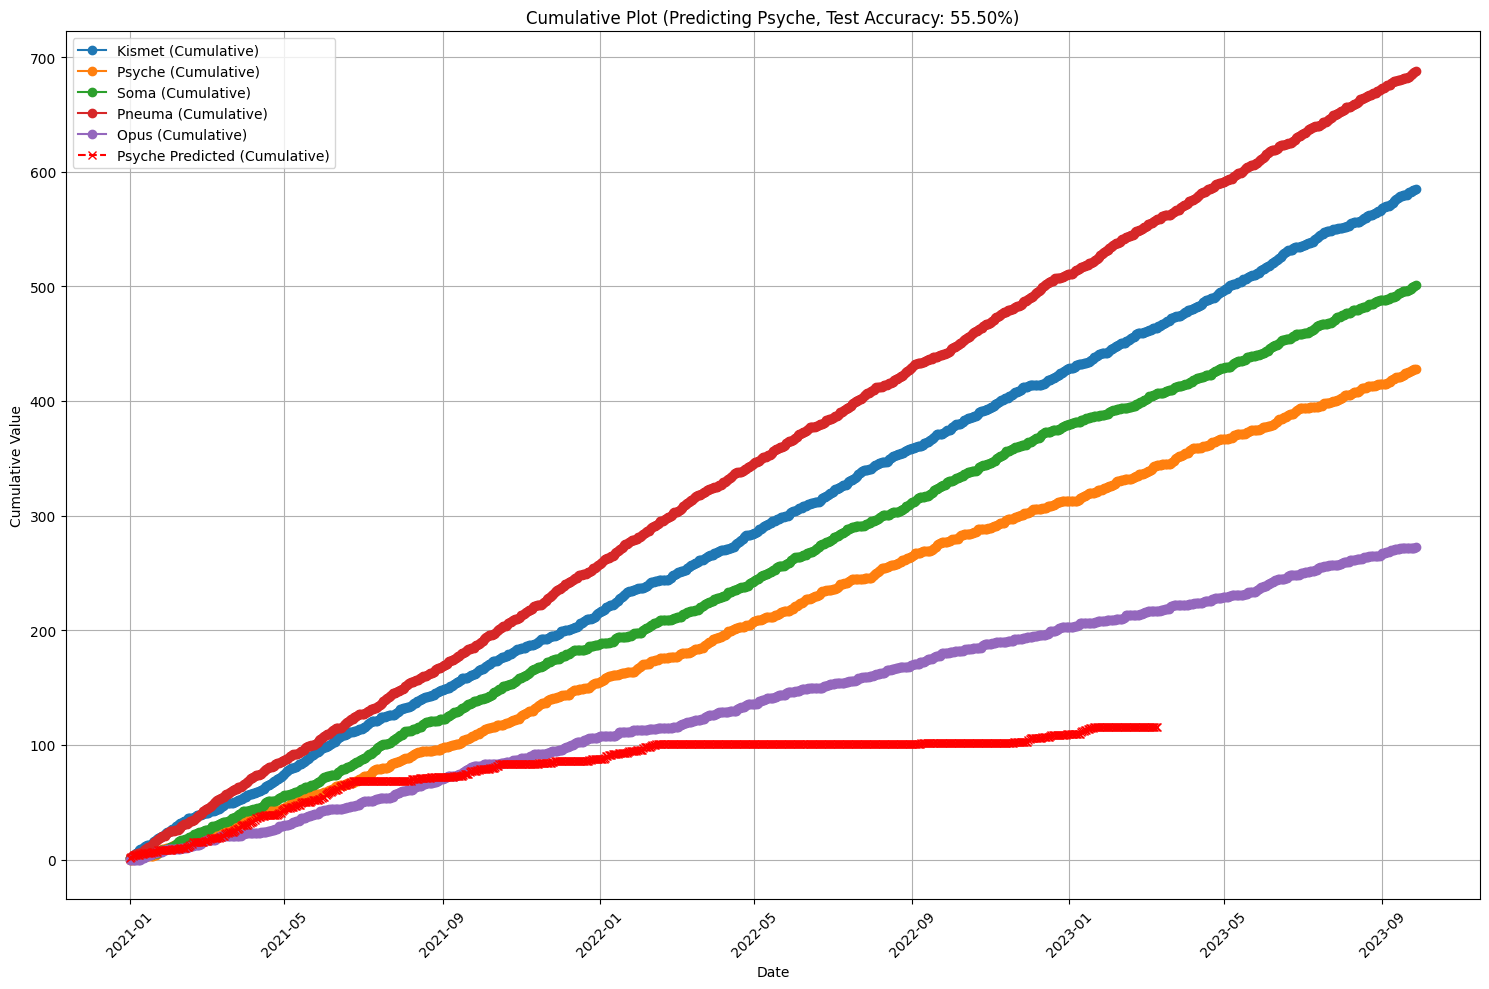 Cumulative Plot (Predicting Psyche, Test Accuracy: 55.50%)
Kismet (Cumulative)
Psyche (Cumulative)
Soma (Cumulative)
Pneuma (Cumulative)
Opus (Cumulative)
Psyche Predicted (Cumulative)
Cumulative Value
700
600
500
400
300
200
100
0
2021-01
2021-05
2021-09
2022-01
2022-05
2022-09
2023-01
2023-05
2023-09
Date